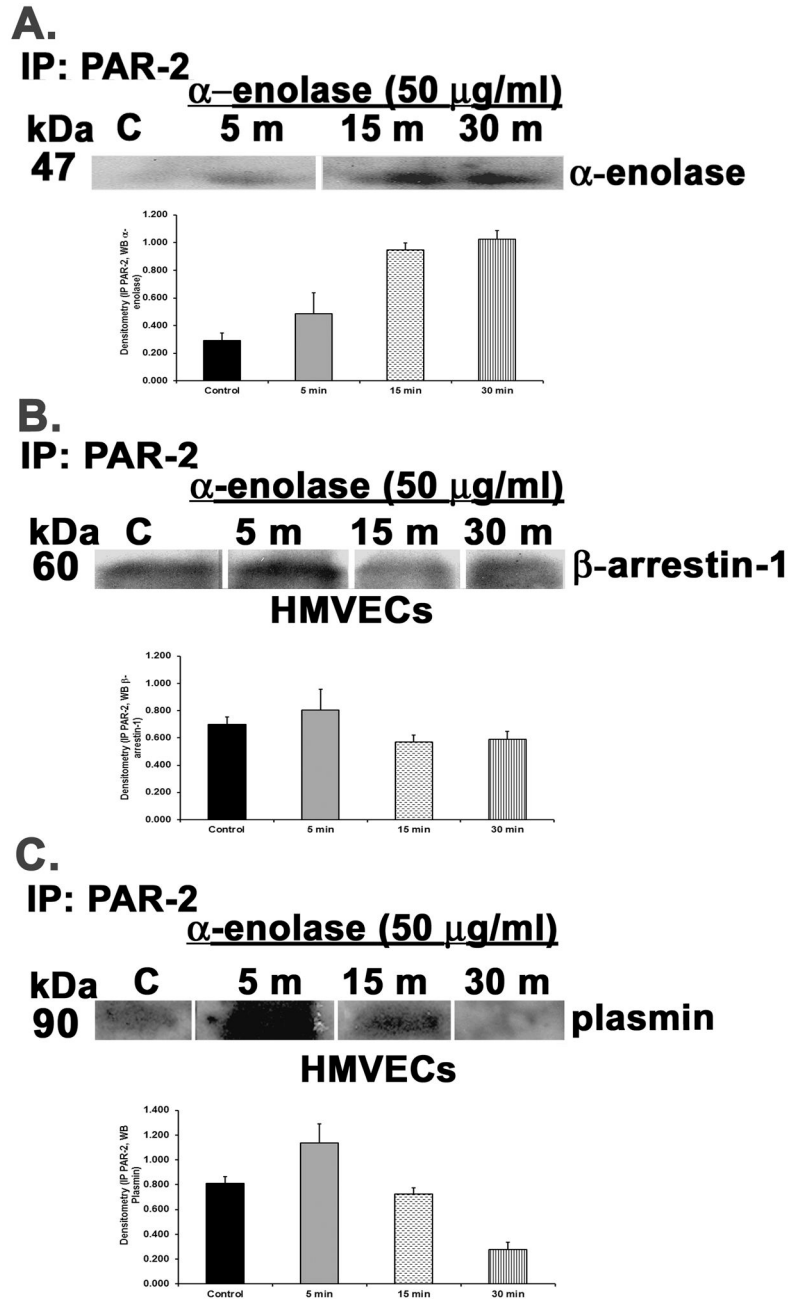 A.
IP: PAR-2
α–enolase (50 μg/ml)
kDa C 5 m 15 m 30 m
47 α-enolase
Densitometry (IP PAR-2, WB α-
enolase)
1.200
1.000
0.800
0.600
0.400
0.200
0.000
Control 5 min 15 min 30 min
B.
IP: PAR-2
α-enolase (50 μg/ml)
kDa C 5 m 15 m 30 m
60 β-arrestin-1
HMVECs
Densitometry (IP PAR-2, WB β-
arrestin-1)
1.200
1.000
0.800
0.600
0.400
0.200
0.000
Control 5 min 15 min 30 min
C.
IP: PAR-2
α-enolase (50 μg/ml)
kDa C 5 m 15 m 30 m
90 plasmin
HMVECs
Densitometry (IP PAR-2, WB
Plasmin)
1.400
1.200
1.000
0.800
0.600
0.400
0.200
0.000
Control 5 min 15 min 30 min